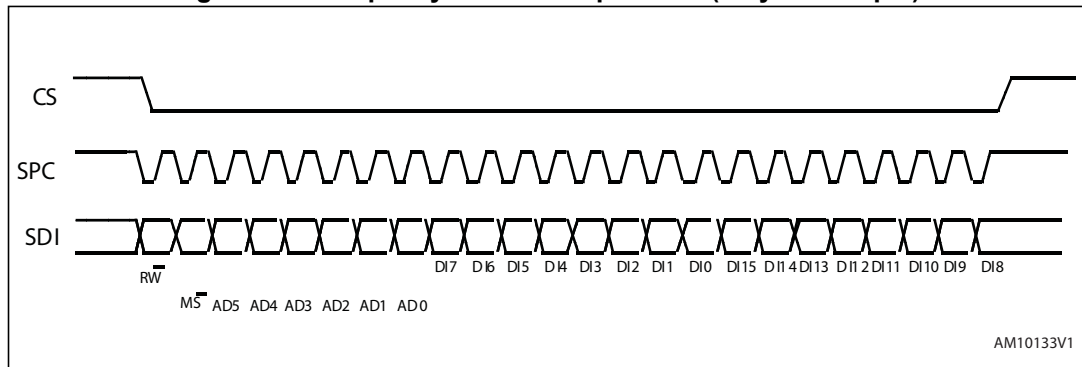 CS
SPC
SDI
DI7 DI6 DI5 DI4 DI3 DI2 DI1 DI0 DI15 DI14 DI13 DI12 DI11 DI10 DI9 DI8
RW
MS AD5 AD4 AD3 AD2 AD1 AD0
AM10133V1